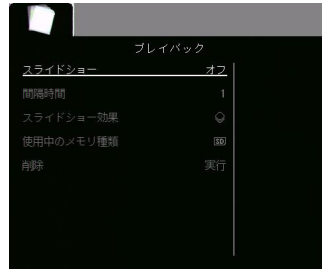 プレイバック
スライドショー オフ
間隔時間 1
スライドショー効果
使用中のメモリ種類 SD
削除 実行